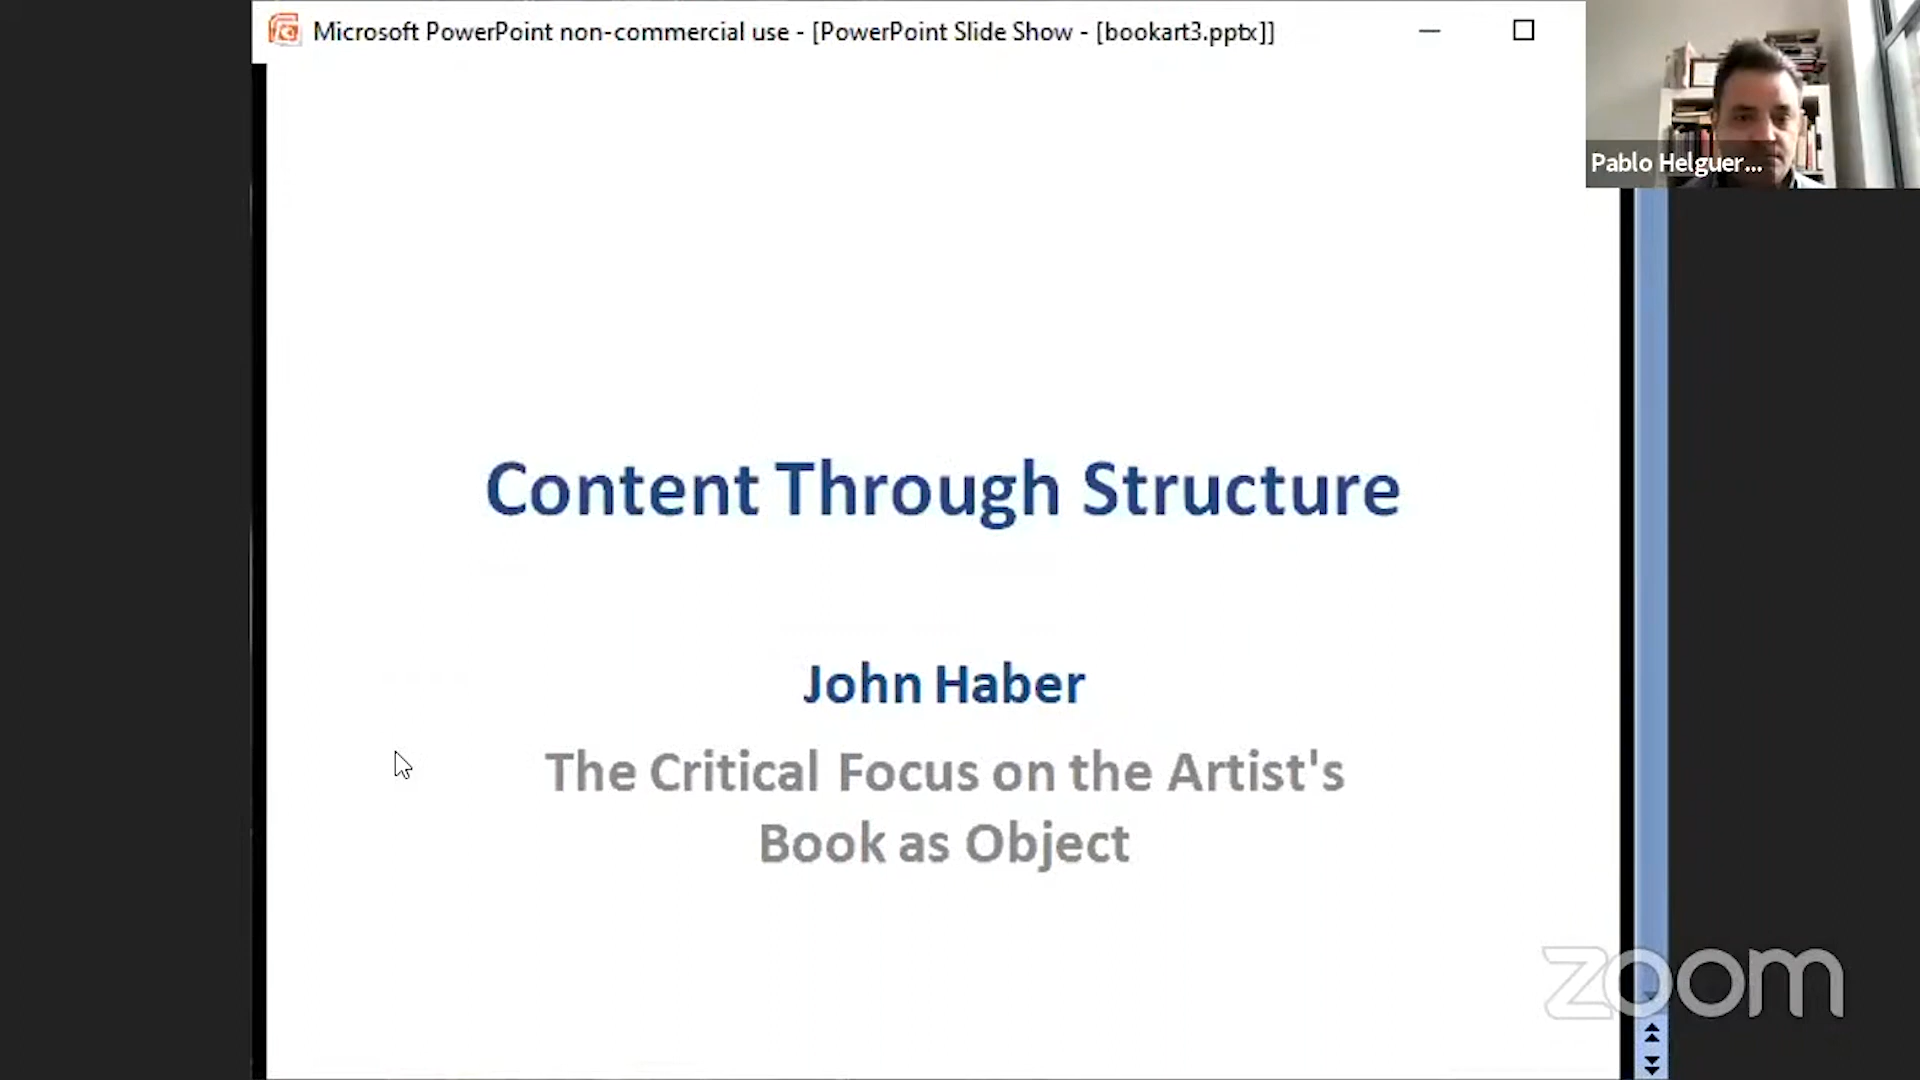 Microsoft PowerPoint non-commercial use - [PowerPoint Slide Show - [bookart3.pptx]]
Pablo Helguer...
Content Through Structure
John Haber
The Critical Focus on the Artist's
Book as Object
zoom